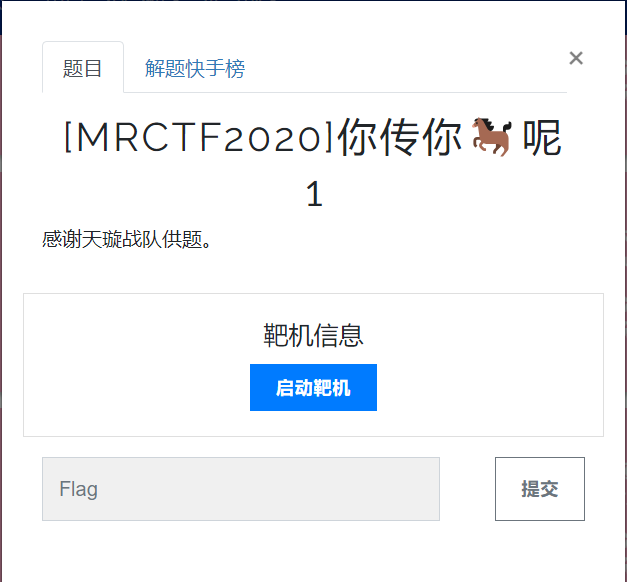 题目
解题快手榜
×
[MRCTF2020]你传你🐎呢
1
感谢天璇战队供题。
靶机信息
启动靶机
Flag
提交